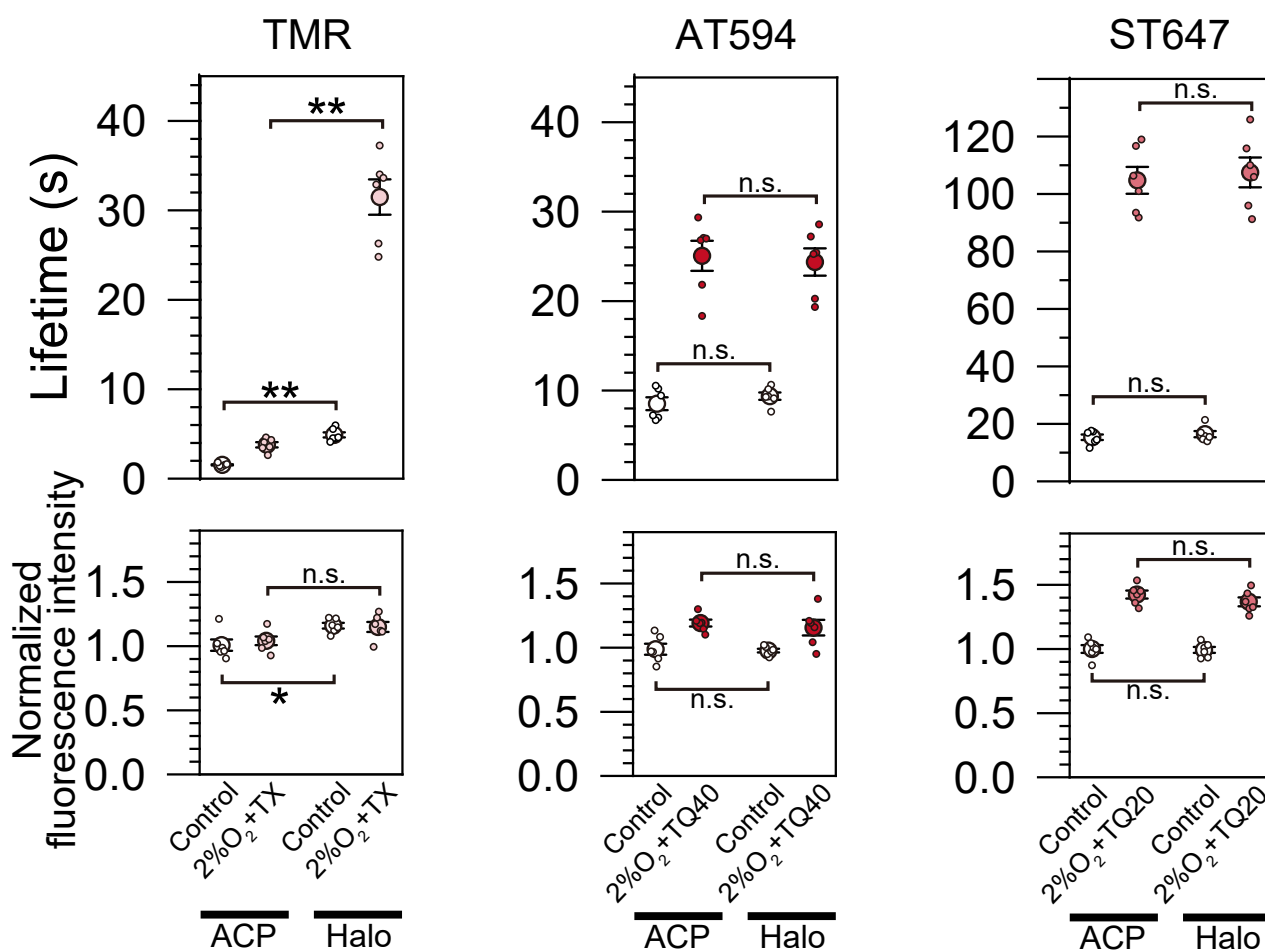 TMR
AT594
ST647
Lifetime (s)
40
30
20
10
0
**
**
40
30
20
10
0
n.s.
n.s.
120
100
80
60
40
20
0
n.s.
n.s.
Normalized
fluorescence intensity
1.5
1.0
0.5
0.0
n.s.
*
1.5
1.0
0.5
0.0
n.s.
n.s.
1.5
1.0
0.5
0.0
n.s.
n.s.
Control
2%O₂+TX
Control
2%O₂+TX
ACP
Halo
Control
2%O₂+TQ40
Control
2%O₂+TQ40
ACP
Halo
Control
2%O₂+TQ20
Control
2%O₂+TQ20
ACP
Halo